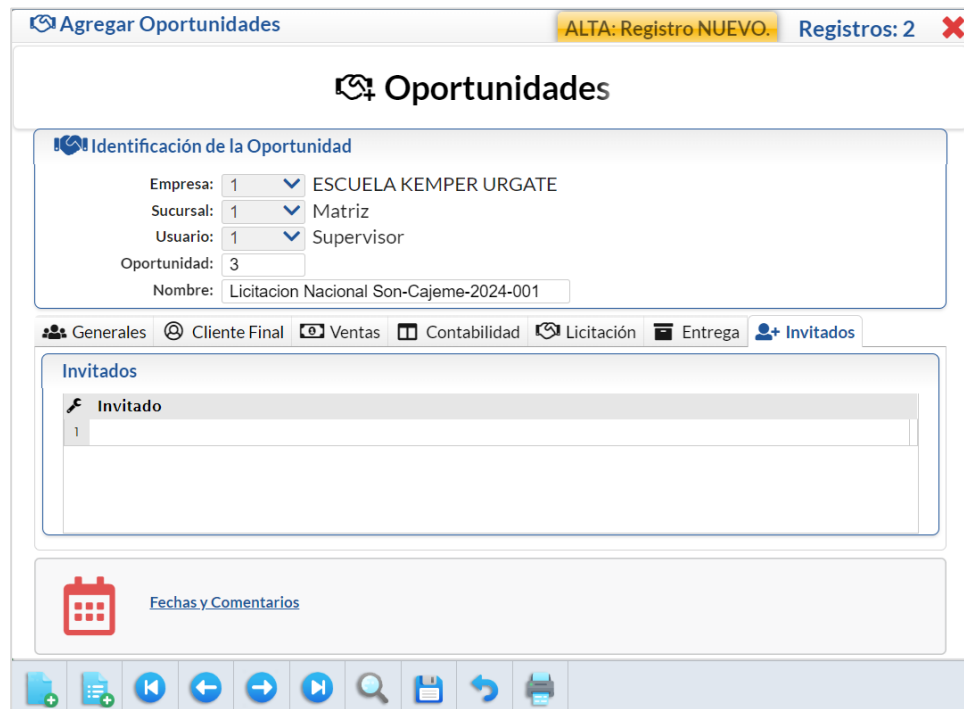 Agregar Oportunidades ALTA: Registro NUEVO. Registros: 2
Oportunidades
Identificación de la Oportunidad
Empresa: 1 ESCUELA KEMPER URGATE
Sucursal: 1 Matriz
Usuario: 1 Supervisor
Oportunidad: 3
Nombre: Licitacion Nacional Son-Cajeme-2024-001
Generales Cliente Final Ventas Contabilidad Licitación Entrega Invitados
Invitados
Invitado
1
Fechas y Comentarios